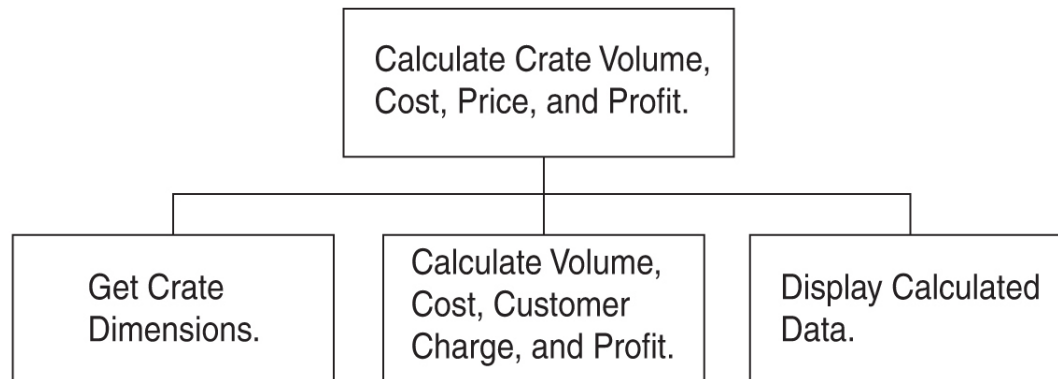 Calculate Crate Volume,
Cost, Price, and Profit.
Get Crate
Dimensions.
Calculate Volume,
Cost, Customer
Charge, and Profit.
Display Calculated
Data.